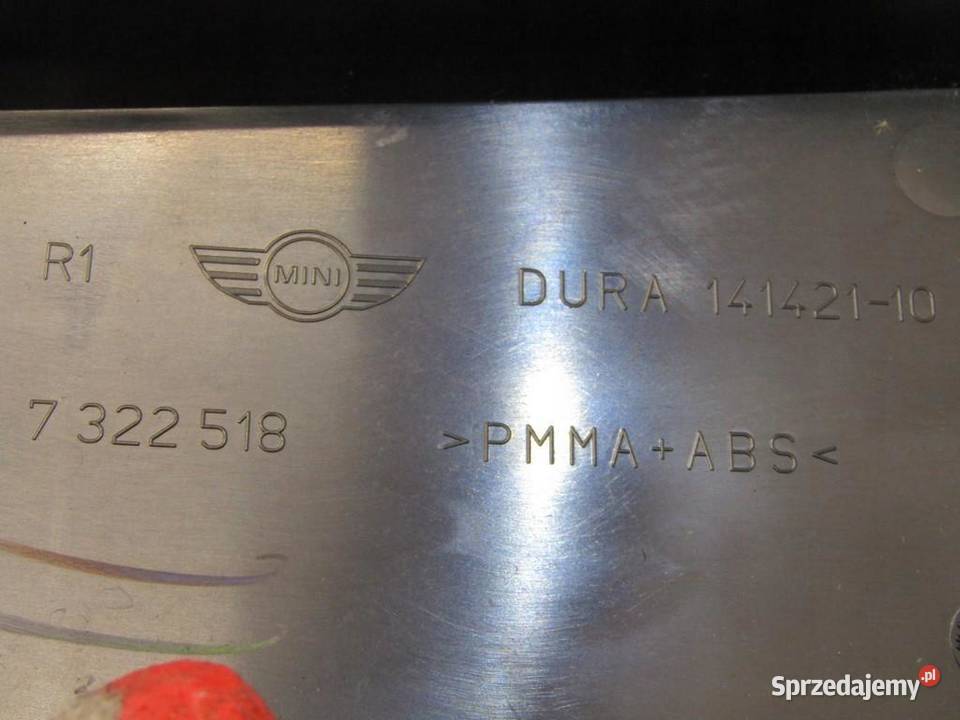 R1 MINI DURA 141421-10
7 322 518 >PMMA+ABS<
Sprzedajemy.pl